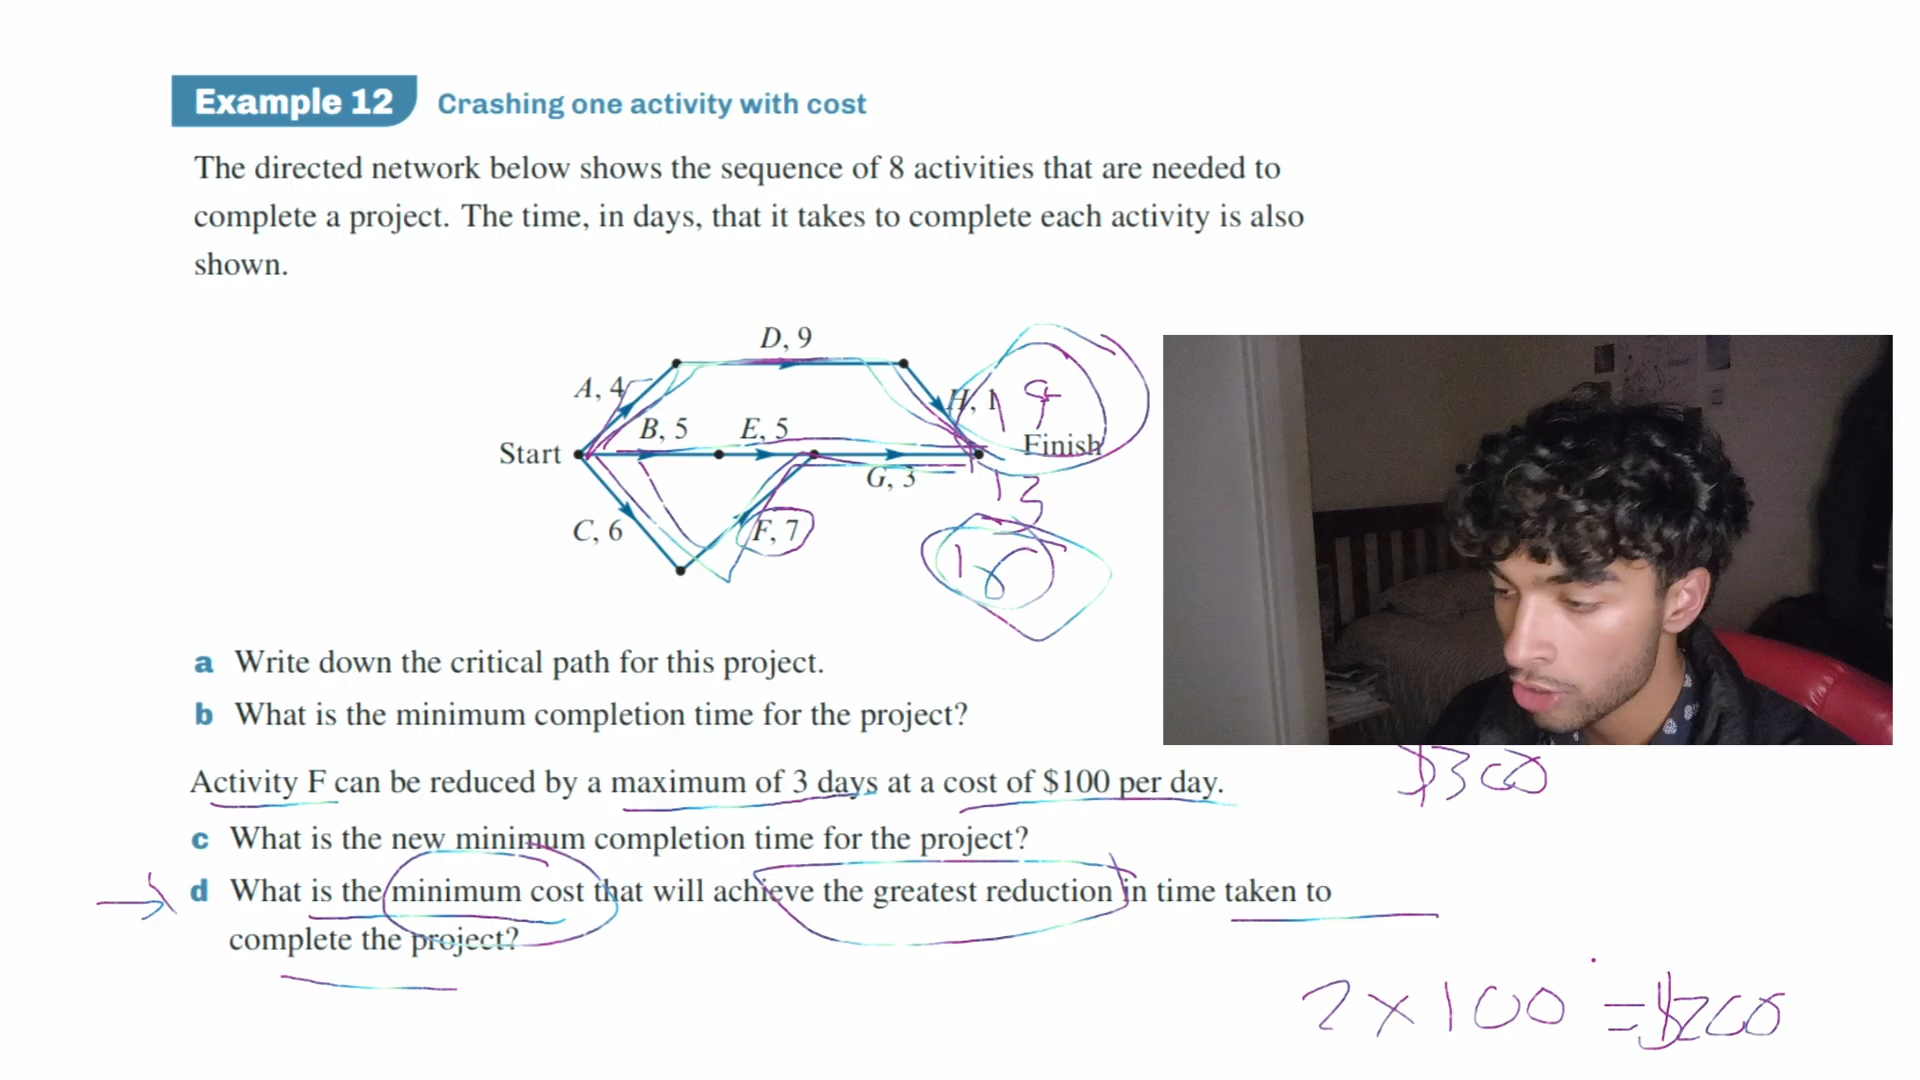 Example 12 Crashing one activity with cost
The directed network below shows the sequence of 8 activities that are needed to
complete a project. The time, in days, that it takes to complete each activity is also
shown.
D, 9
A, 4
H, 1
B, 5 E, 5
Start
Finish
G, 3
13
C, 6
F, 7
a Write down the critical path for this project.
b What is the minimum completion time for the project?
$300
Activity F can be reduced by a maximum of 3 days at a cost of $100 per day.
c What is the new minimum completion time for the project?
d What is the minimum cost that will achieve the greatest reduction in time taken to
complete the project?
2 × 100 = $200